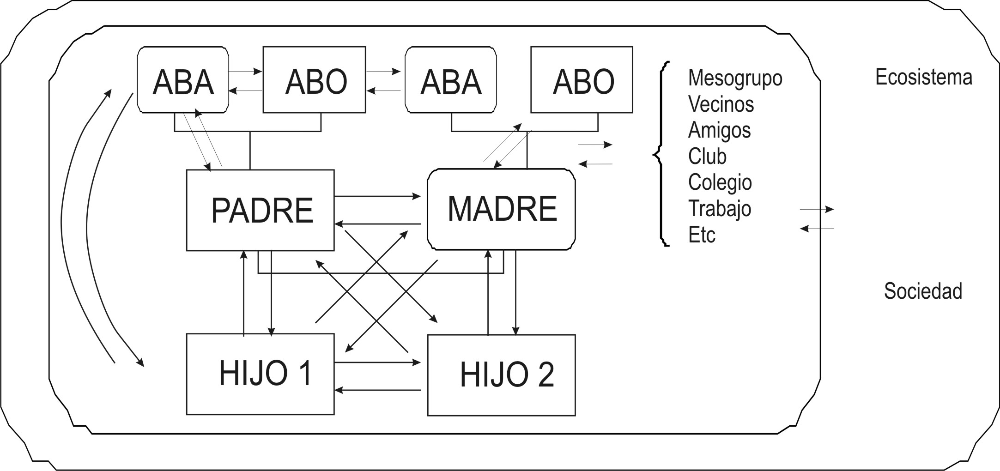 ABA
ABO
ABA
ABO
PADRE
MADRE
HIJO 1
HIJO 2
Mesogrupo
Vecinos
Amigos
Club
Colegio
Trabajo
Etc
Ecosistema
Sociedad